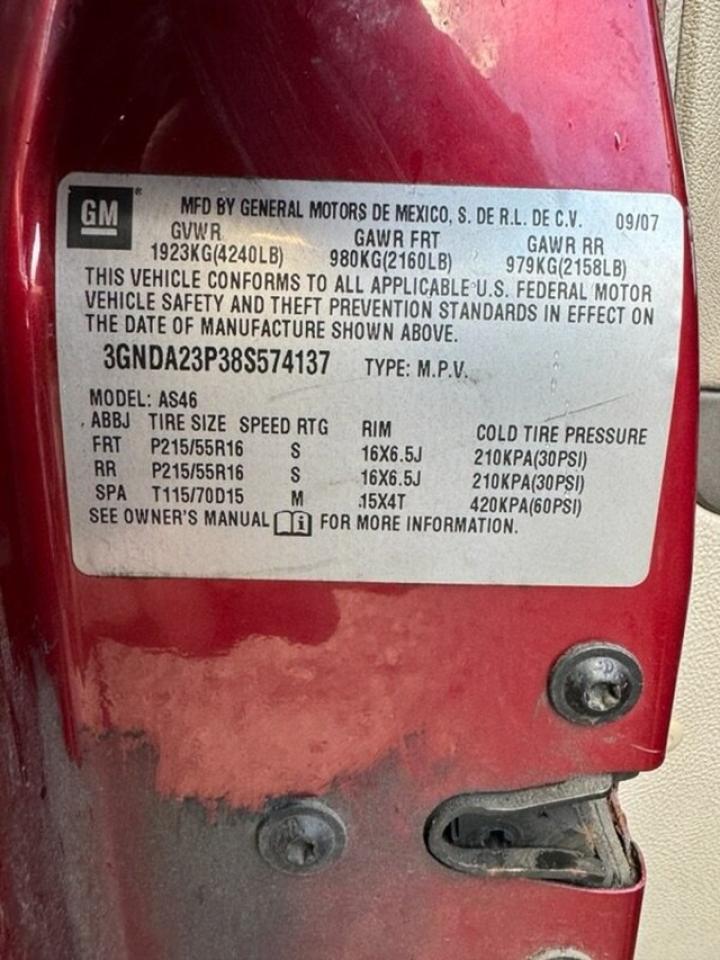 GM® MFD BY GENERAL MOTORS DE MEXICO, S. DE R.L. DE C.V. 09/07
GVWR GAWR FRT GAWR RR
1923KG(4240LB) 980KG(2160LB) 979KG(2158LB)
THIS VEHICLE CONFORMS TO ALL APPLICABLE U.S. FEDERAL MOTOR
VEHICLE SAFETY AND THEFT PREVENTION STANDARDS IN EFFECT ON
THE DATE OF MANUFACTURE SHOWN ABOVE.
3GNDA23P38S574137 TYPE: M.P.V.
MODEL: AS46
ABBJ TIRE SIZE SPEED RTG RIM COLD TIRE PRESSURE
FRT P215/55R16 S 16X6.5J 210KPA(30PSI)
RR P215/55R16 S 16X6.5J 210KPA(30PSI)
SPA T115/70D15 M 15X4T 420KPA(60PSI)
SEE OWNER'S MANUAL i FOR MORE INFORMATION.